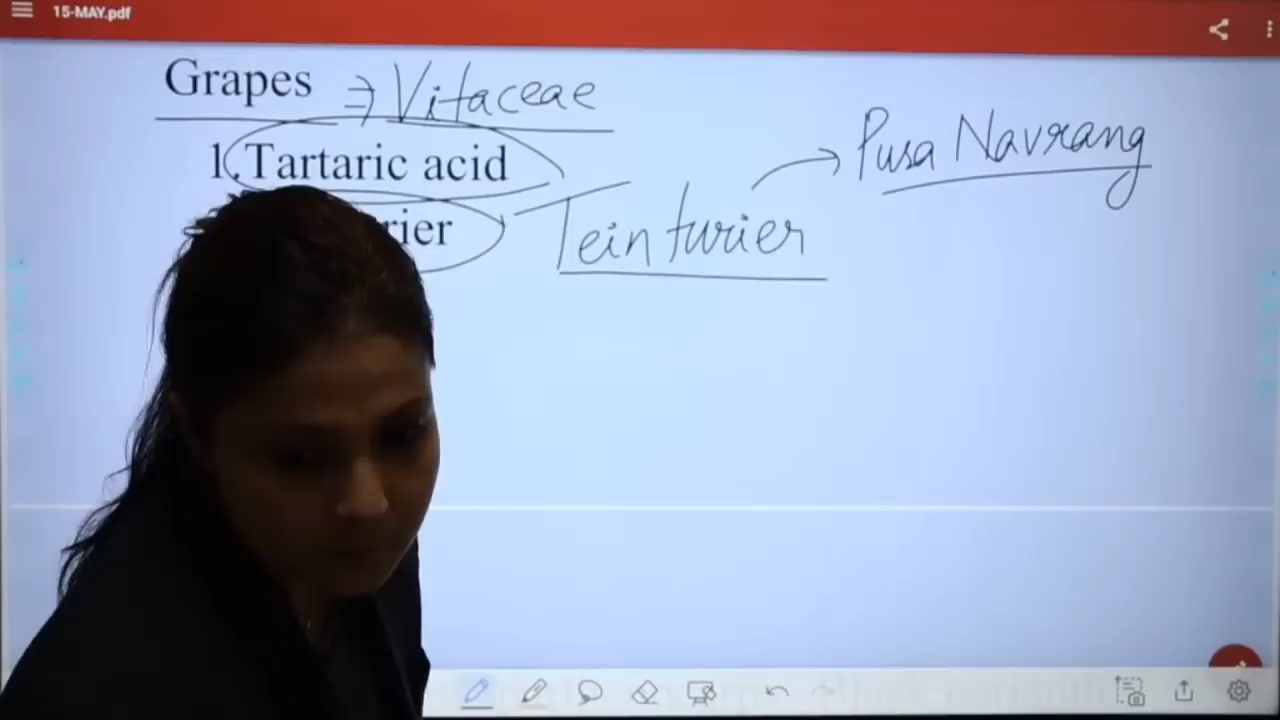 15-MAY.pdf
Grapes ⇒ Vitaceae
1. Tartaric acid
Pusa Navrang
rier
Teinturier